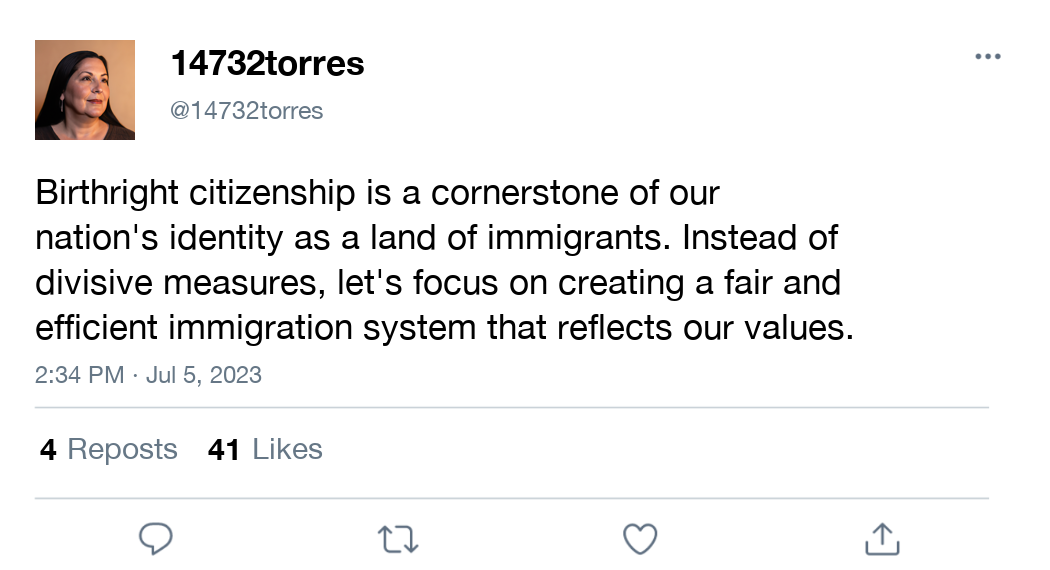 14732torres
@14732torres
Birthright citizenship is a cornerstone of our
nation's identity as a land of immigrants. Instead of
divisive measures, let's focus on creating a fair and
efficient immigration system that reflects our values.
2:34 PM · Jul 5, 2023
4 Reposts 41 Likes